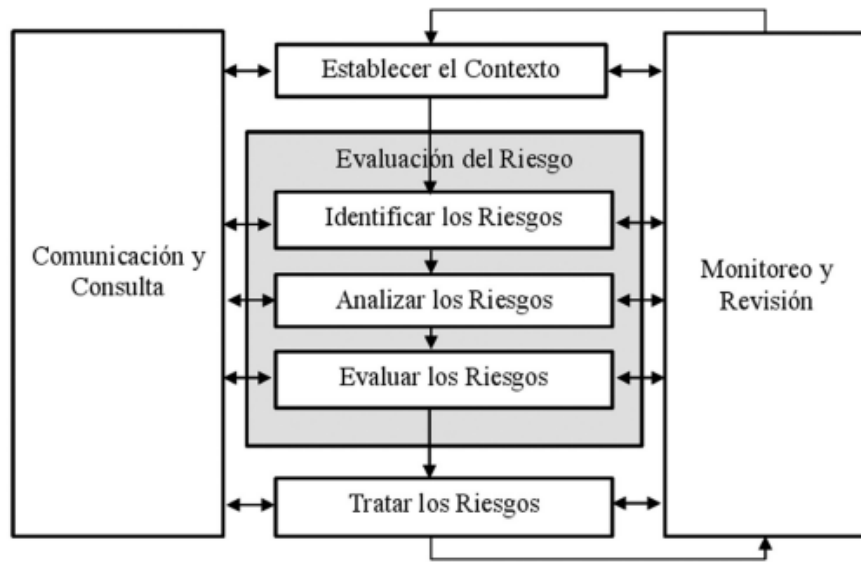 Establecer el Contexto
Evaluación del Riesgo
Identificar los Riesgos
Comunicación y
Consulta
Analizar los Riesgos
Monitoreo y
Revisión
Evaluar los Riesgos
Tratar los Riesgos